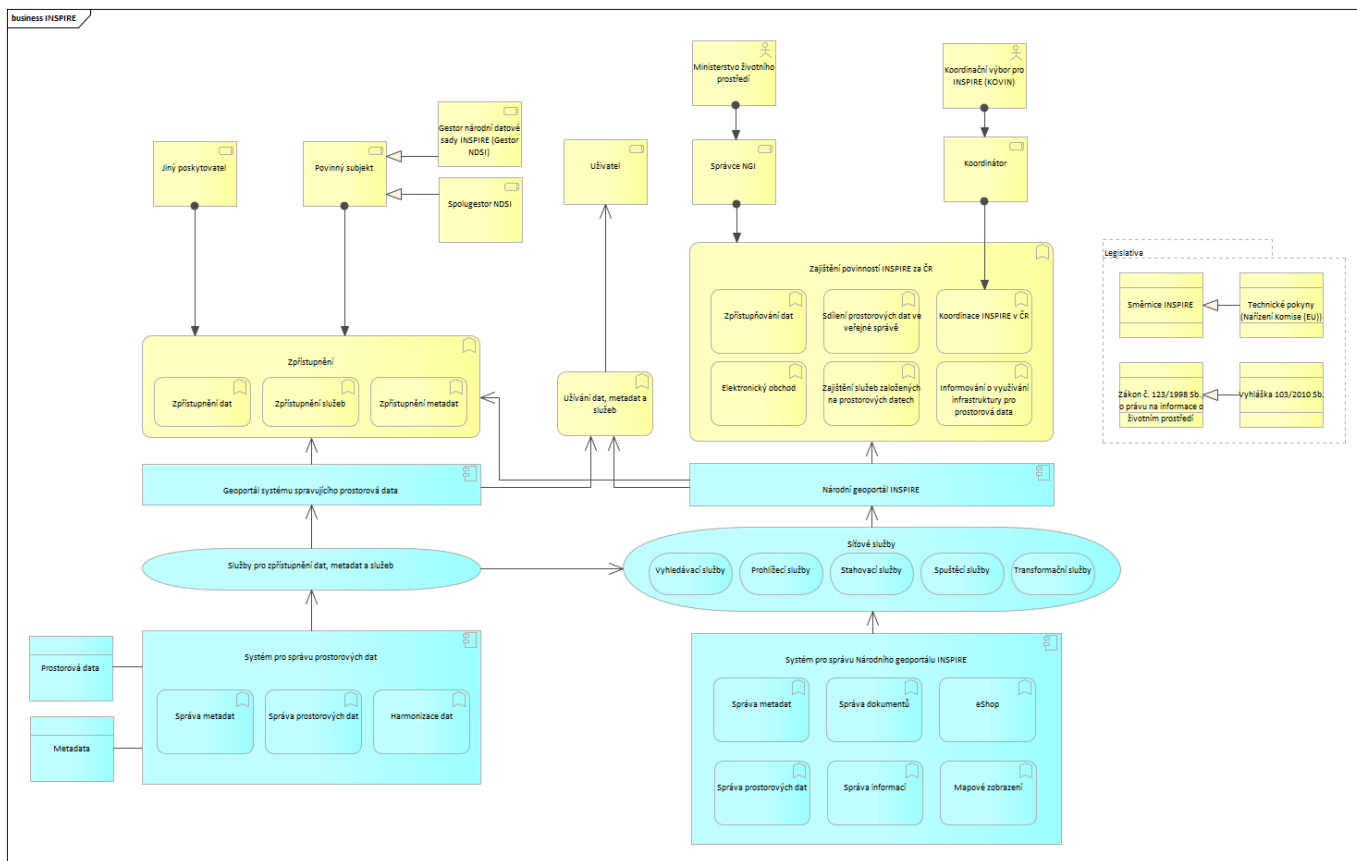 business INSPIRE
Ministerstvo životního
prostředí
Koordinační výbor pro
INSPIRE (KOVIN)
Gestor národní datové
sady INSPIRE (Gestor
NDSI)
Jiný poskytovatel
Povinný subjekt
Uživatel
Správce NGI
Koordinátor
Spolugestor NDSI
Legislativa
Zajištění povinností INSPIRE za ČR
Zpřístupňování dat
Sdílení prostorových dat ve
veřejné správě
Koordinace INSPIRE v ČR
Směrnice INSPIRE
Technické pokyny
(Nařízení Komise (EU))
Zpřístupnění
Zpřístupnění dat
Zpřístupnění služeb
Zpřístupnění metadat
Užívání dat, metadat a
služeb
Elektronický obchod
Zajištění služeb založených
na prostorových datech
Informování o využívání
infrastruktury pro
prostorová data
Zákon č. 123/1998 Sb.
o právu na informace o
životním prostředí
Vyhláška 103/2010 Sb.
Geoportál systému spravujícího prostorová data
Národní geoportál INSPIRE
Služby pro zpřístupnění dat, metadat a služeb
Síťové služby
Vyhledávací služby
Prohlížecí služby
Stahovací služby
Spuštěcí služby
Transformační služby
Prostorová data
Metadata
Systém pro správu prostorových dat
Správa metadat
Správa prostorových dat
Harmonizace dat
Systém pro správu Národního geoportálu INSPIRE
Správa metadat
Správa dokumentů
eShop
Správa prostorových dat
Správa informací
Mapové zobrazení